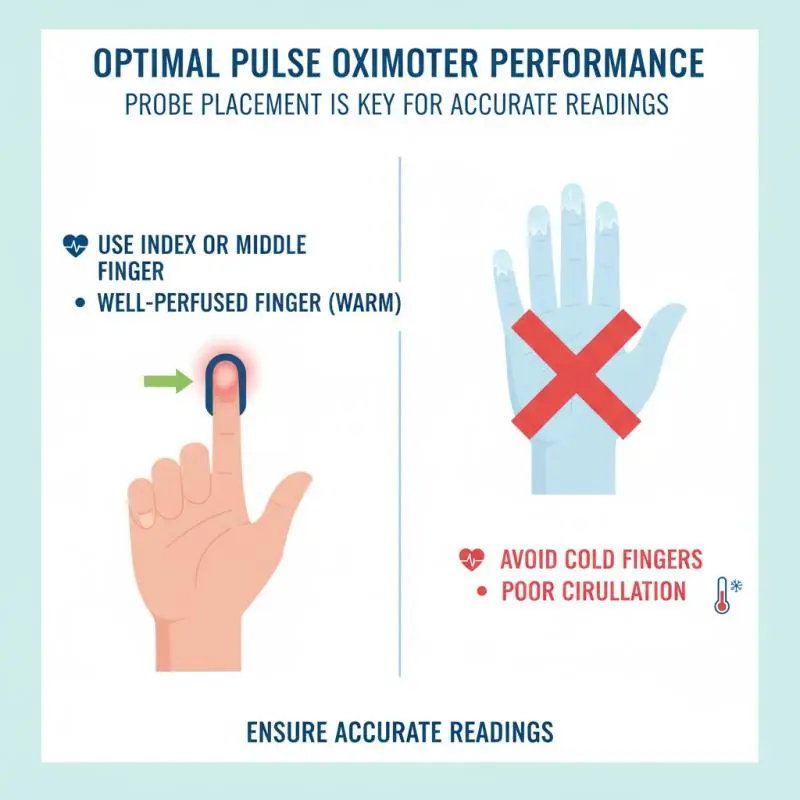 OPTIMAL PULSE OXIMOTER PERFORMANCE
PROBE PLACEMENT IS KEY FOR ACCURATE READINGS
USE INDEX OR MIDDLE
FINGER
• WELL-PERFUSED FINGER (WARM)
AVOID COLD FINGERS
• POOR CIRULLATION
ENSURE ACCURATE READINGS